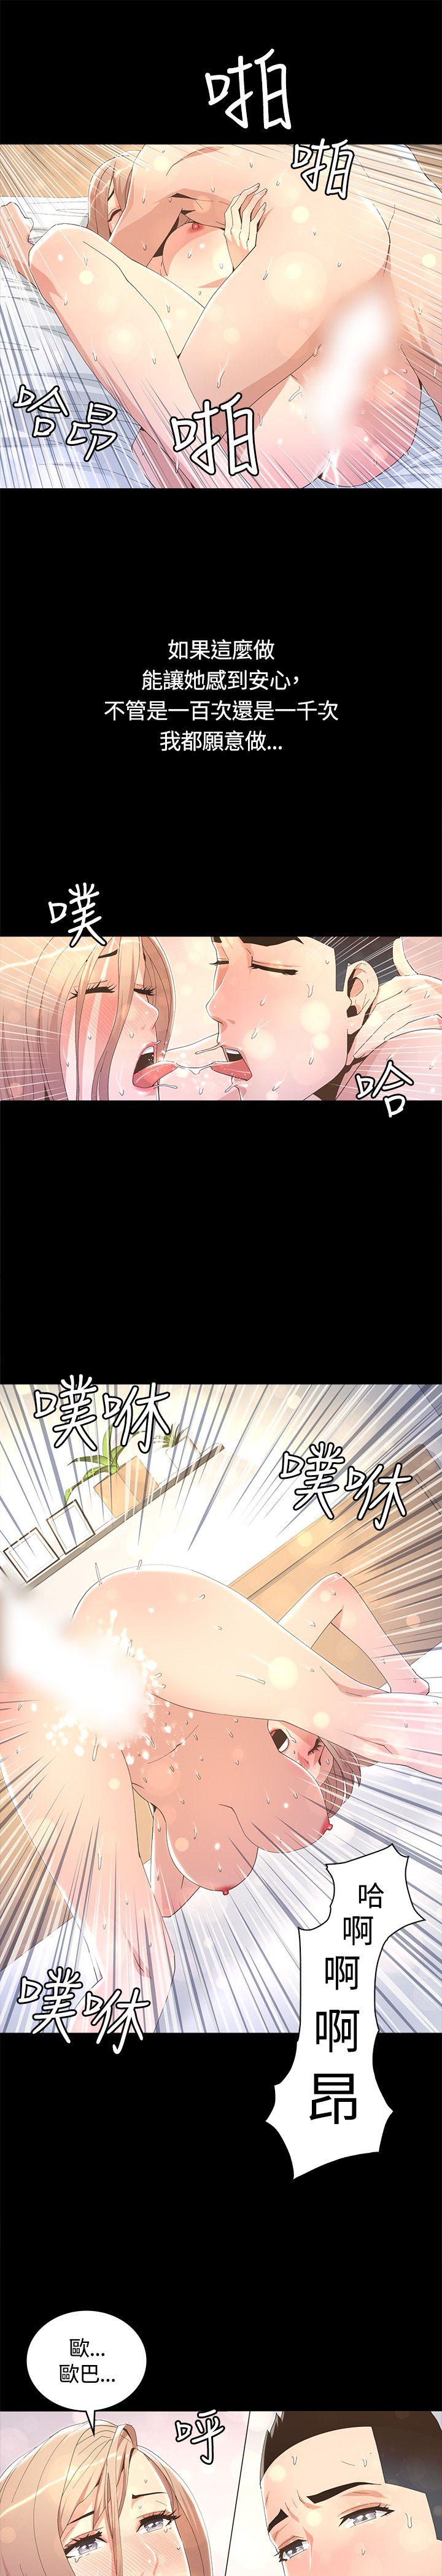 啪
啪
哈昂
啪
如果這麼做
能讓她感到安心，
不管是一百次還是一千次
我都願意做...
噗
哈
噗咻
噗咻
哈啊啊啊昂
噗咻
歐...
歐巴...
呼